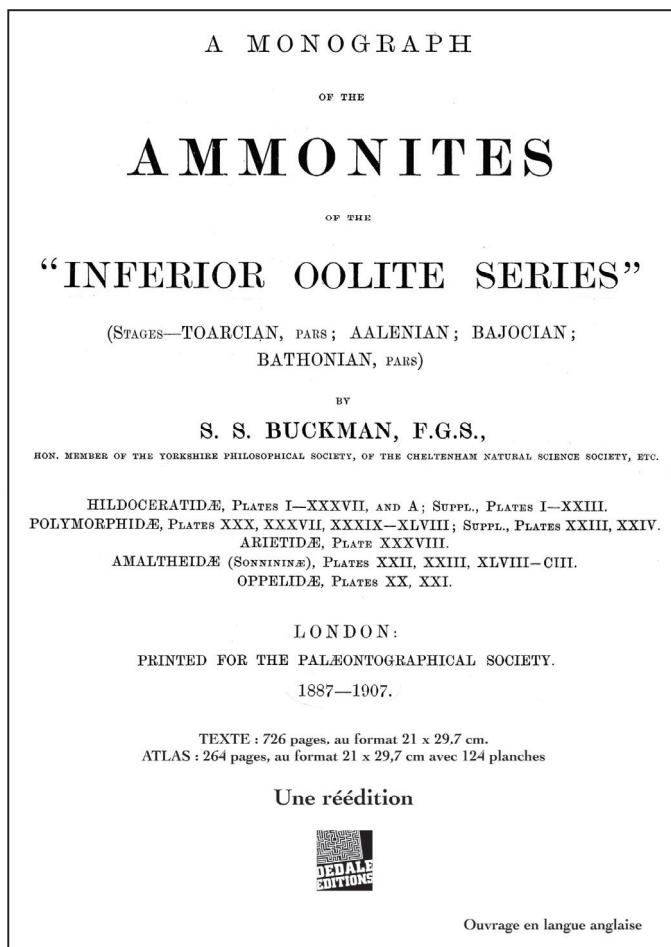 A MONOGRAPH
OF THE
AMMONITES
OF THE
“INFERIOR OOLITE SERIES”
(Stages—TOARCIAN, pars; AALENIAN; BAJOCIAN;
BATHONIAN, pars)
BY
S. S. BUCKMAN, F.G.S.,
HON. MEMBER OF THE YORKSHIRE PHILOSOPHICAL SOCIETY, OF THE CHELTENHAM NATURAL SCIENCE SOCIETY, ETC.
HILDOCERATIDÆ, Plates I—XXXVII, and A; Suppl., Plates I—XXIII.
POLYMORPHIDÆ, Plates XXX, XXXVII, XXXIX—XLVIII; Suppl., Plates XXIII, XXIV.
ARIETIDÆ, Plate XXXVIII.
AMALTHEIDÆ (Sonnininæ), Plates XXII, XXIII, XLVIII—CIII.
OPPELIDÆ, Plates XX, XXI.
LONDON:
PRINTED FOR THE PALÆONTOGRAPHICAL SOCIETY.
1887—1907.
TEXTE : 726 pages, au format 21 x 29,7 cm.
ATLAS : 264 pages, au format 21 x 29,7 cm avec 124 planches
Une réédition
DEDALE
EDITIONS
Ouvrage en langue anglaise